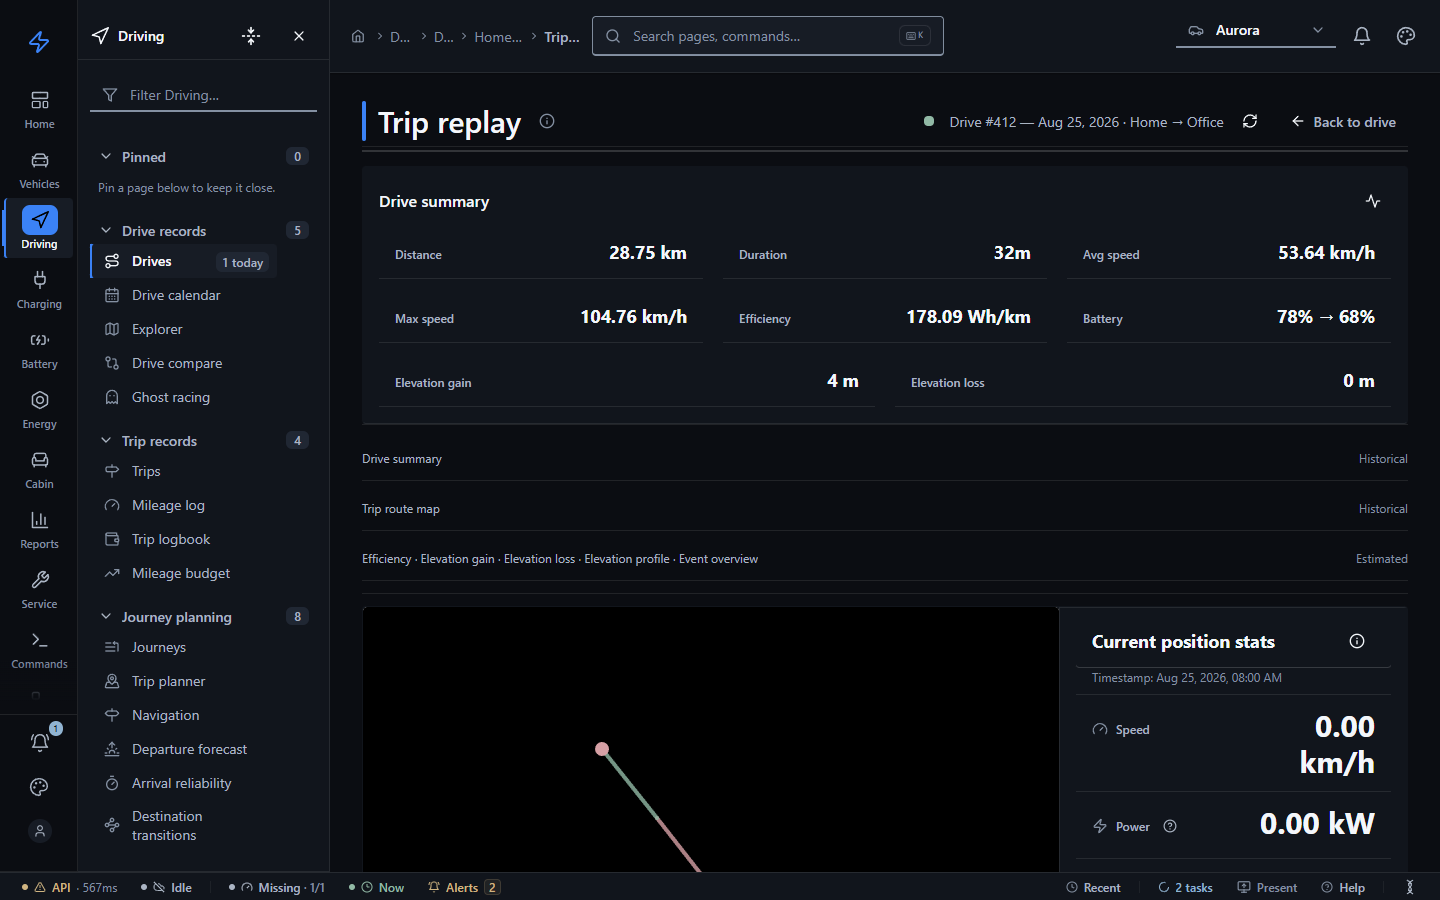 Driving
D...
D...
Home...
Trip...
Search pages, commands...
K
Aurora
Home
Vehicles
Driving
Charging
Battery
Energy
Cabin
Reports
Service
Commands
1
Filter Driving...
Pinned
0
Pin a page below to keep it close.
Drive records
5
Drives
1 today
Drive calendar
Explorer
Drive compare
Ghost racing
Trip records
4
Trips
Mileage log
Trip logbook
Mileage budget
Journey planning
8
Journeys
Trip planner
Navigation
Departure forecast
Arrival reliability
Destination
transitions
Trip replay
Drive #412 — Aug 25, 2026 · Home → Office
Back to drive
Drive summary
Distance 28.75 km
Duration 32m
Avg speed 53.64 km/h
Max speed 104.76 km/h
Efficiency 178.09 Wh/km
Battery 78% → 68%
Elevation gain 4 m
Elevation loss 0 m
Drive summary Historical
Trip route map Historical
Efficiency · Elevation gain · Elevation loss · Elevation profile · Event overview Estimated
Current position stats
Timestamp: Aug 25, 2026, 08:00 AM
Speed 0.00
km/h
Power 0.00 kW
API · 567ms
Idle
Missing · 1/1
Now
Alerts 2
Recent
2 tasks
Present
Help